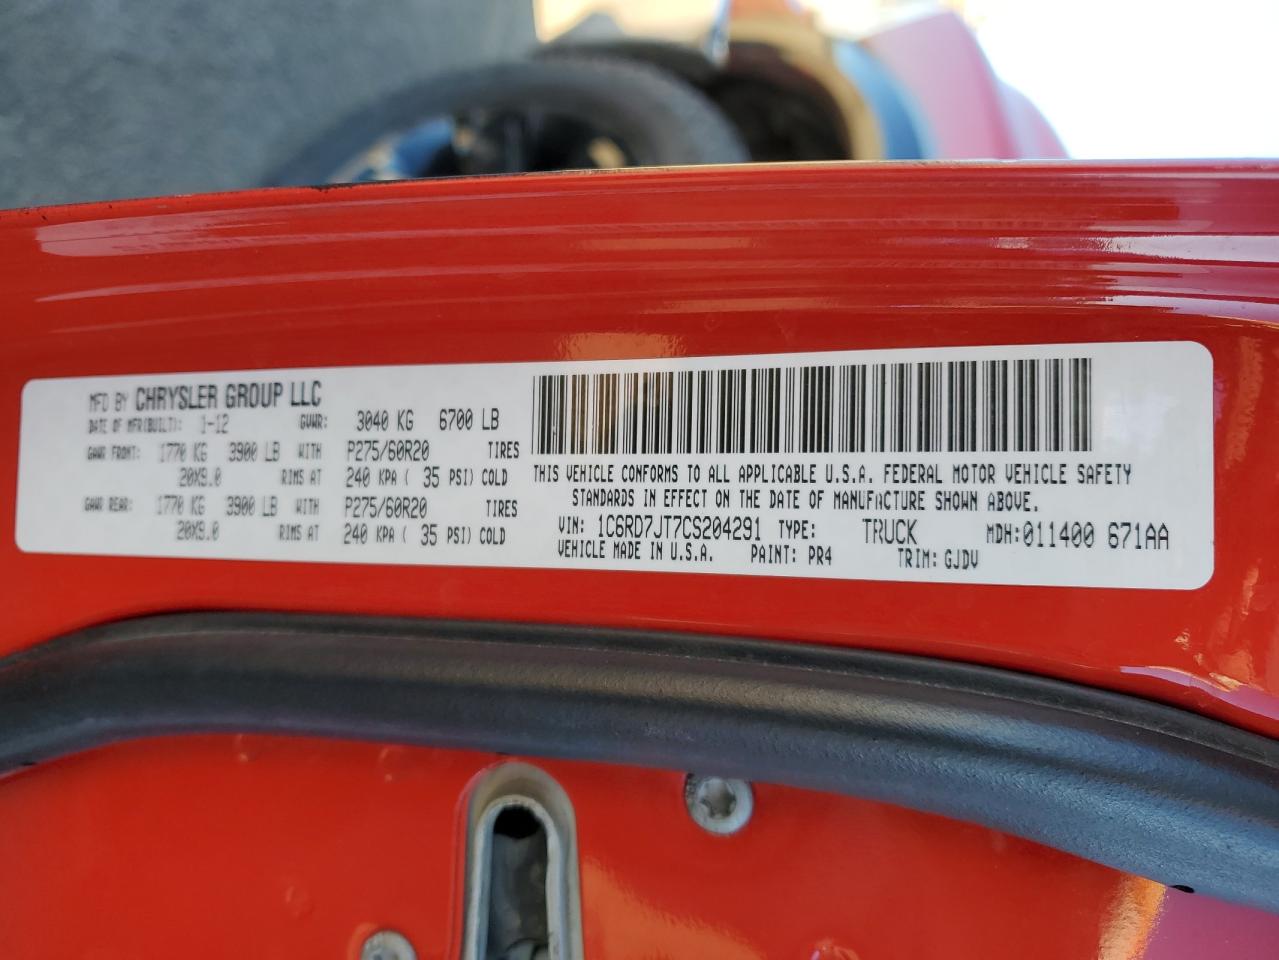 MFD BY CHRYSLER GROUP LLC
DATE OF MFR(BUILT): 1-12 GVWR: 3040 KG 6700 LB
GAWR FRONT: 1770 KG 3900 LB WITH P275/60R20 TIRES
20X9.0 RIMS AT 240 KPA ( 35 PSI) COLD
GAWR REAR: 1770 KG 3900 LB WITH P275/60R20 TIRES
20X9.0 RIMS AT 240 KPA ( 35 PSI) COLD
THIS VEHICLE CONFORMS TO ALL APPLICABLE U.S.A. FEDERAL MOTOR VEHICLE SAFETY
STANDARDS IN EFFECT ON THE DATE OF MANUFACTURE SHOWN ABOVE.
VIN: 1C6RD7JT7CS204291 TYPE: TRUCK MDH:011400 671AA
VEHICLE MADE IN U.S.A. PAINT: PR4 TRIM: GJDV